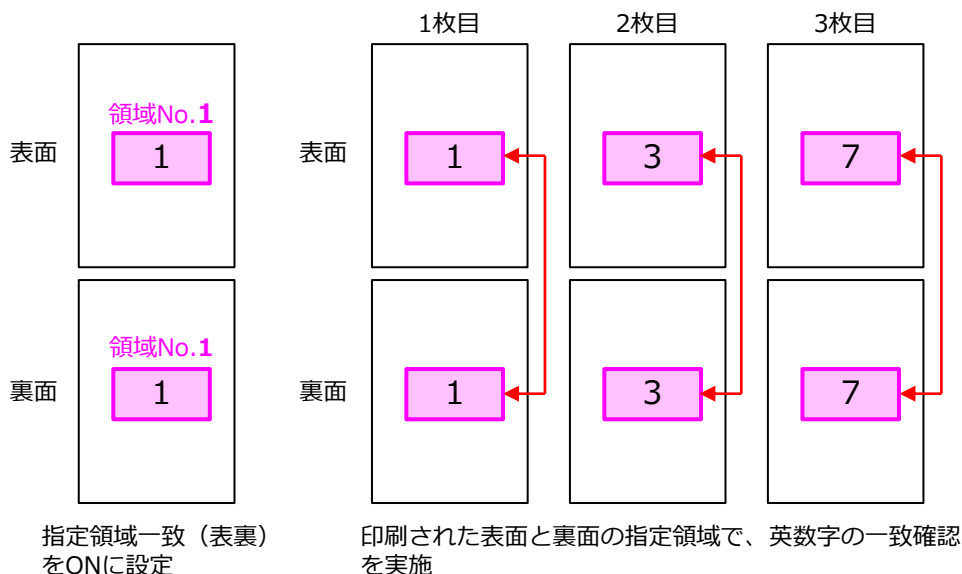 1枚目 2枚目 3枚目
領域No.1
表面 1 表面 1 3 7
領域No.1
裏面 1 裏面 1 3 7
指定領域一致（表裏）
をONに設定
印刷された表面と裏面の指定領域で、英数字の一致確認
を実施